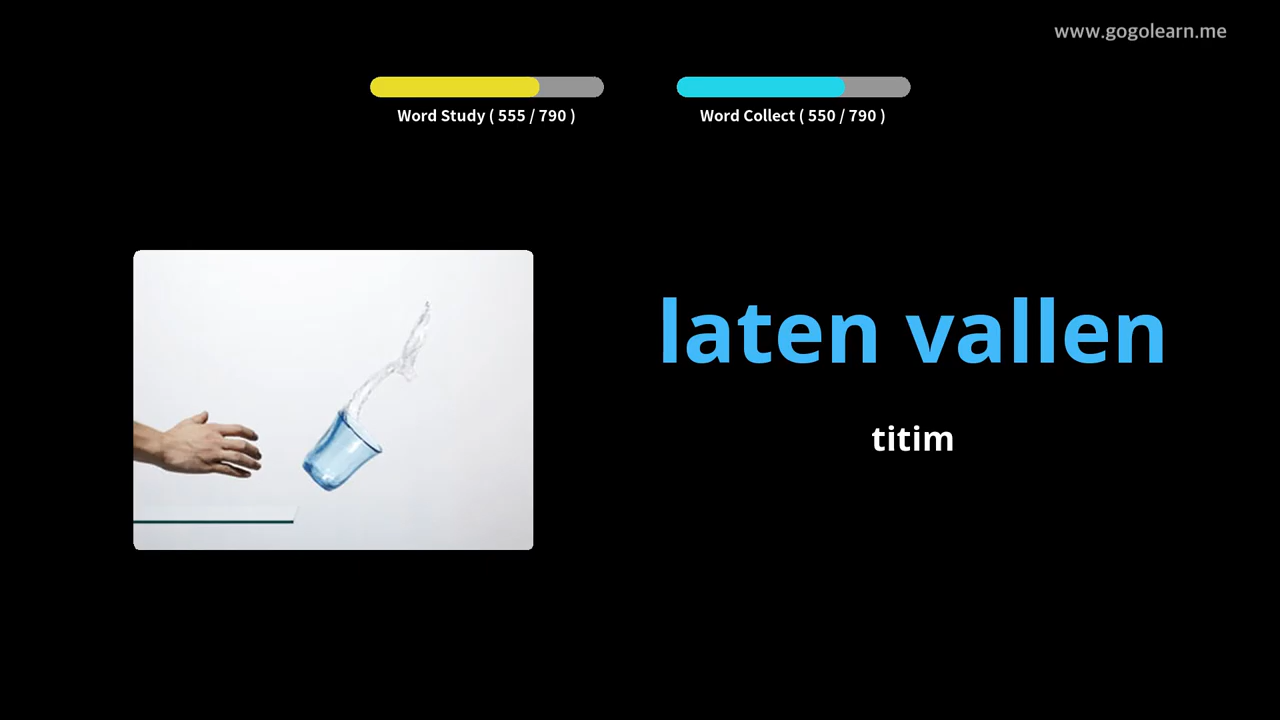 www.gogolearn.me
Word Study ( 555 / 790 )
Word Collect ( 550 / 790 )
laten vallen
titim